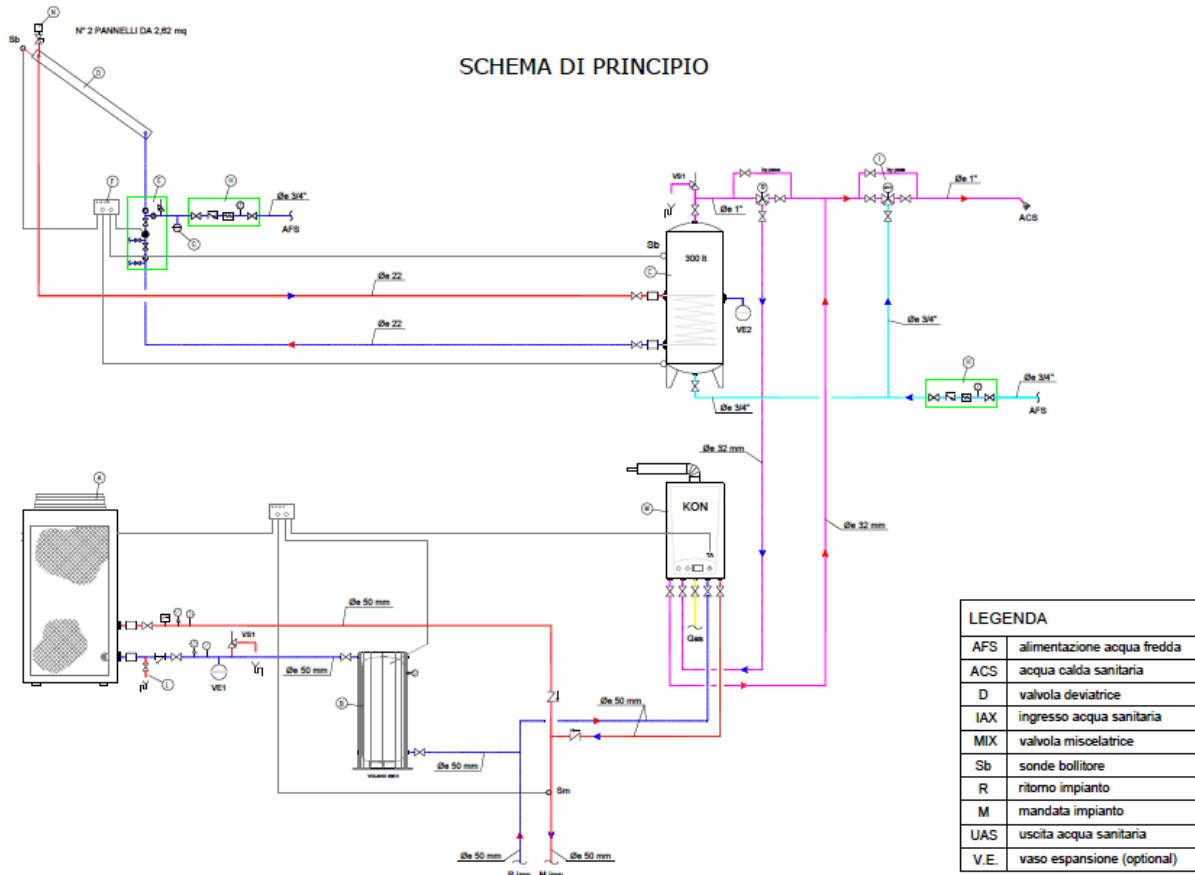 N
N° 2 PANNELLI DA 2,62 mq
Sb
D
SCHEMA DI PRINCIPIO
F
E
H
Øe 3/4"
AFS
G
VS1
by pass
by pass
I
Øe 1"
Øe 1"
ACS
Sb
300 lt
C
Øe 22
VE2
Øe 3/4"
Øe 22
H
Øe 3/4"
Øe 3/4"
AFS
Øe 32 mm
A
KON
M
Øe 32 mm
TA
Øe 50 mm
Gas
VS1
Øe 50 mm
VE1
L
B
Øe 50 mm
Øe 50 mm
Sm
Øe 50 mm
Øe 50 mm
R imp
M imp
LEGENDA
AFS alimentazione acqua fredda
ACS acqua calda sanitaria
D valvola deviatrice
IAX ingresso acqua sanitaria
MIX valvola miscelatrice
Sb sonde bollitore
R ritorno impianto
M mandata impianto
UAS uscita acqua sanitaria
V.E. vaso espansione (optional)